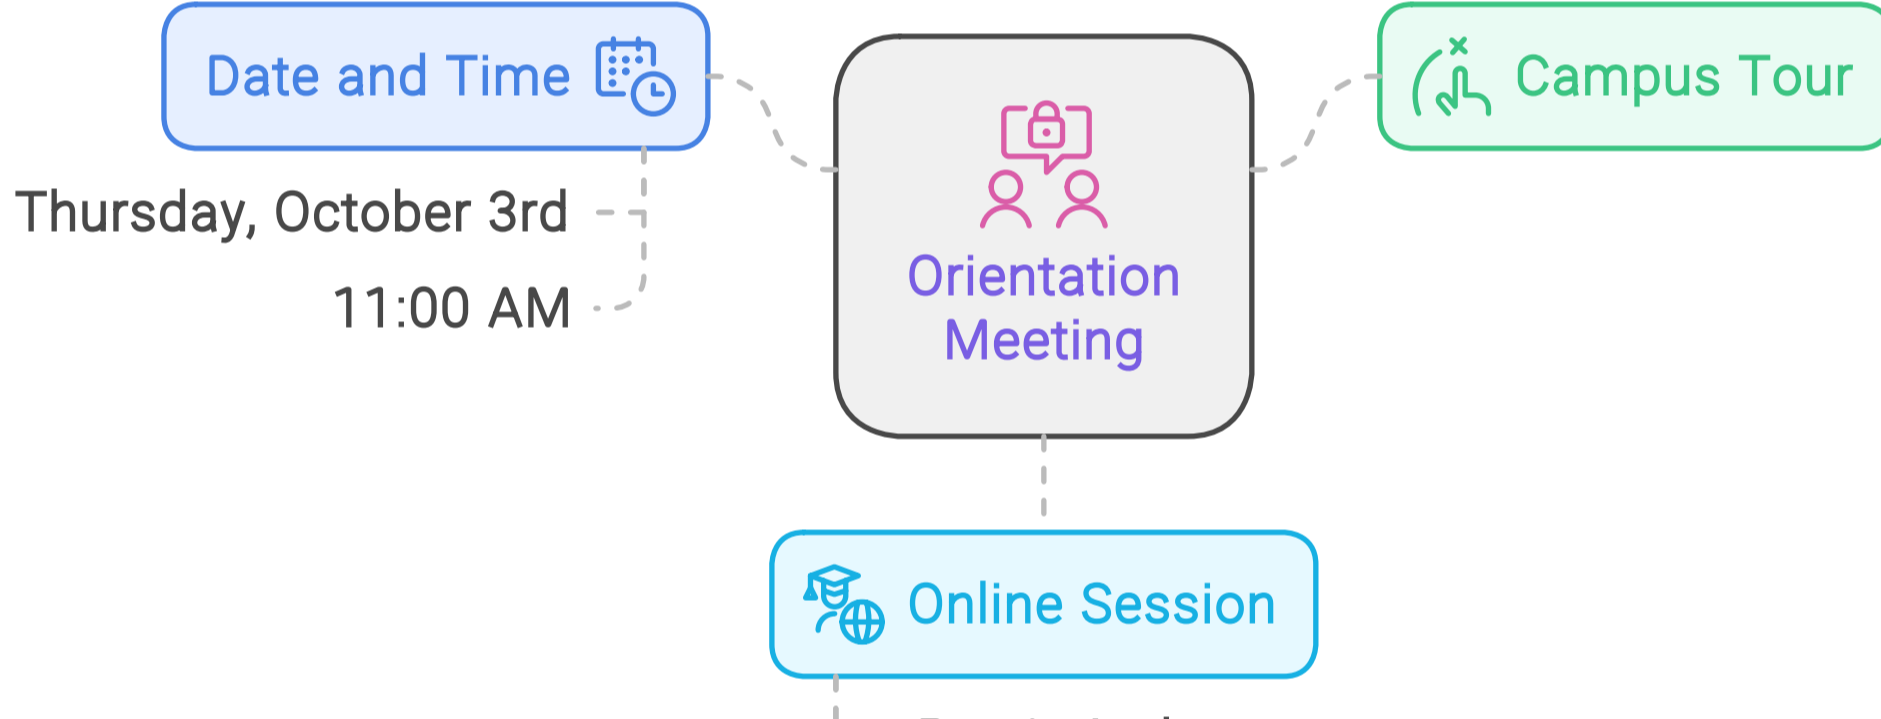 Date and Time
Thursday, October 3rd
11:00 AM
Orientation
Meeting
Campus Tour
Online Session